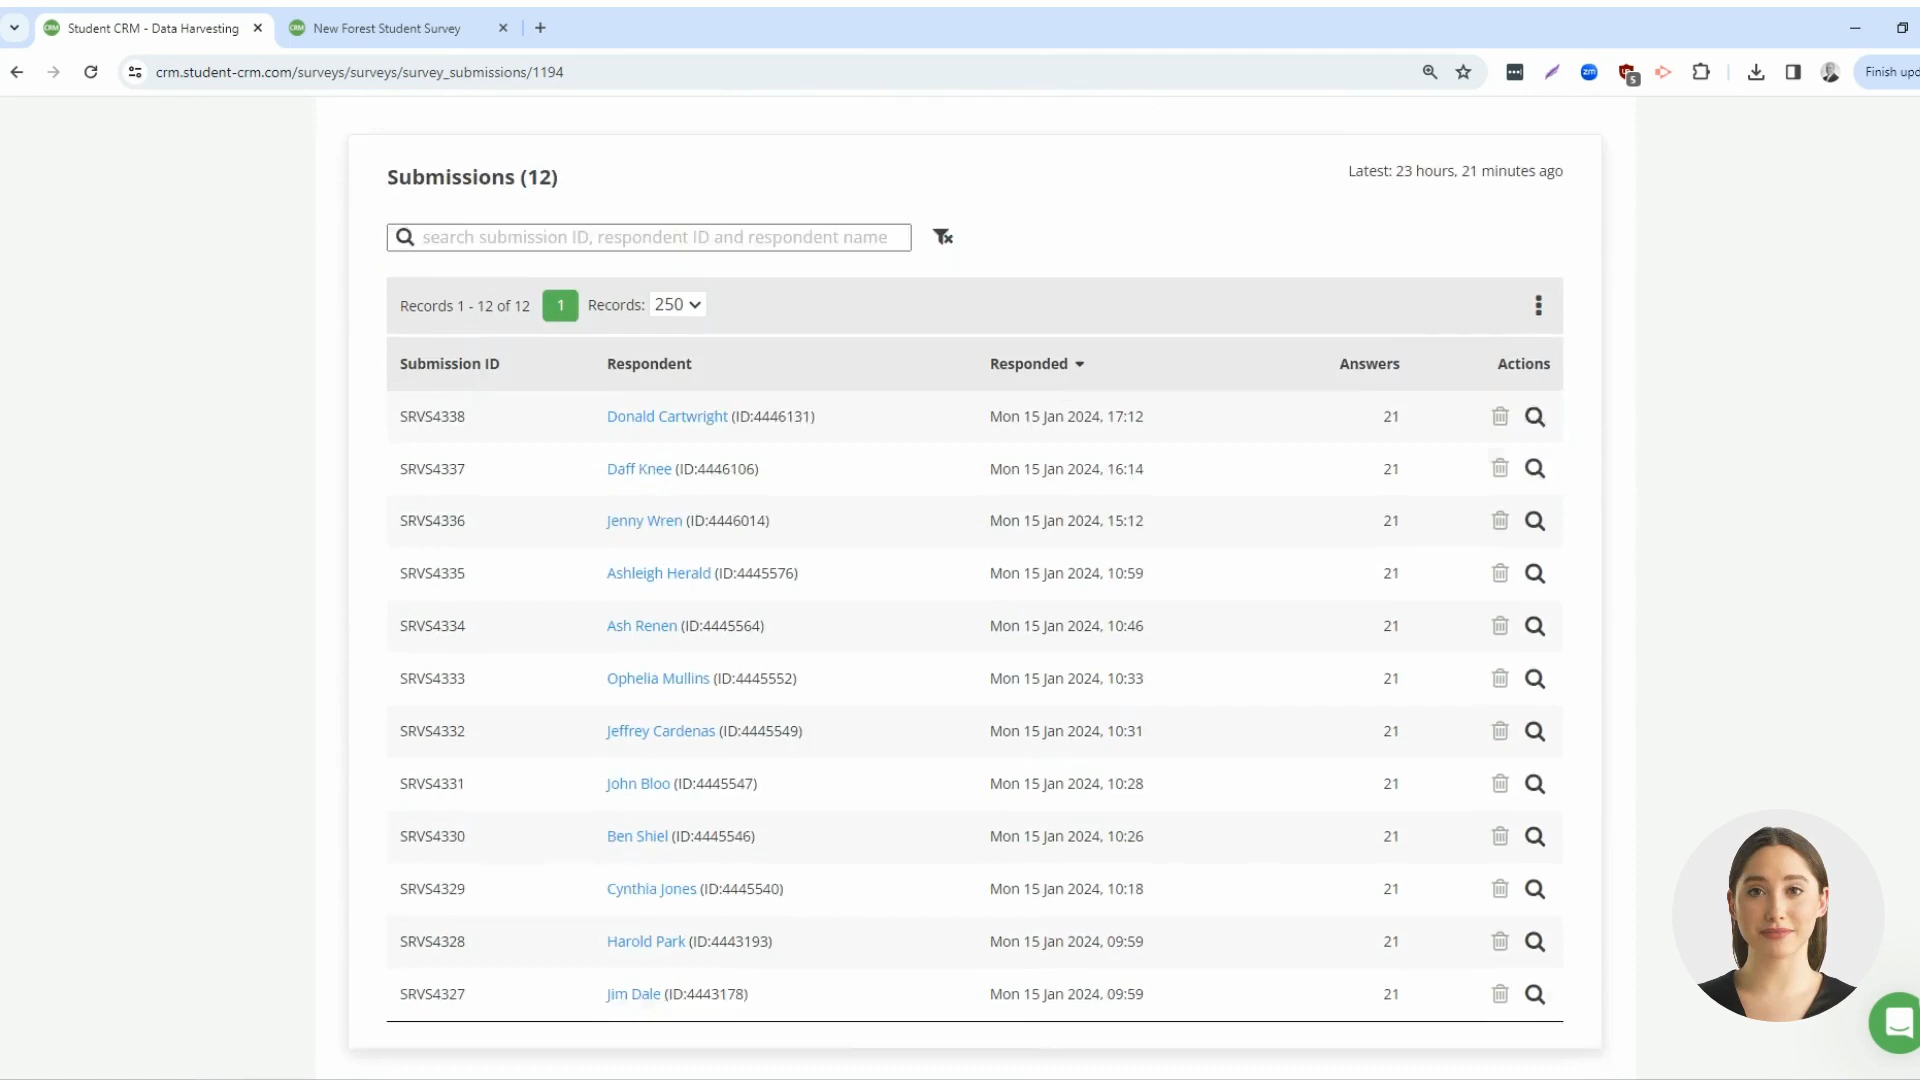 Student CRM - Data Harvesting
New Forest Student Survey
crm.student-crm.com/surveys/surveys/survey_submissions/1194
zm
5
Submissions (12)
Latest: 23 hours, 21 minutes ago
search submission ID, respondent ID and respondent name
Records 1 - 12 of 12 1 Records: 250
Submission ID Respondent Responded Answers Actions
SRVS4338 Donald Cartwright (ID:4446131) Mon 15 Jan 2024, 17:12 21
SRVS4337 Daff Knee (ID:4446106) Mon 15 Jan 2024, 16:14 21
SRVS4336 Jenny Wren (ID:4446014) Mon 15 Jan 2024, 15:12 21
SRVS4335 Ashleigh Herald (ID:4445576) Mon 15 Jan 2024, 10:59 21
SRVS4334 Ash Renen (ID:4445564) Mon 15 Jan 2024, 10:46 21
SRVS4333 Ophelia Mullins (ID:4445552) Mon 15 Jan 2024, 10:33 21
SRVS4332 Jeffrey Cardenas (ID:4445549) Mon 15 Jan 2024, 10:31 21
SRVS4331 John Bloo (ID:4445547) Mon 15 Jan 2024, 10:28 21
SRVS4330 Ben Shiel (ID:4445546) Mon 15 Jan 2024, 10:26 21
SRVS4329 Cynthia Jones (ID:4445540) Mon 15 Jan 2024, 10:18 21
SRVS4328 Harold Park (ID:4443193) Mon 15 Jan 2024, 09:59 21
SRVS4327 Jim Dale (ID:4443178) Mon 15 Jan 2024, 09:59 21